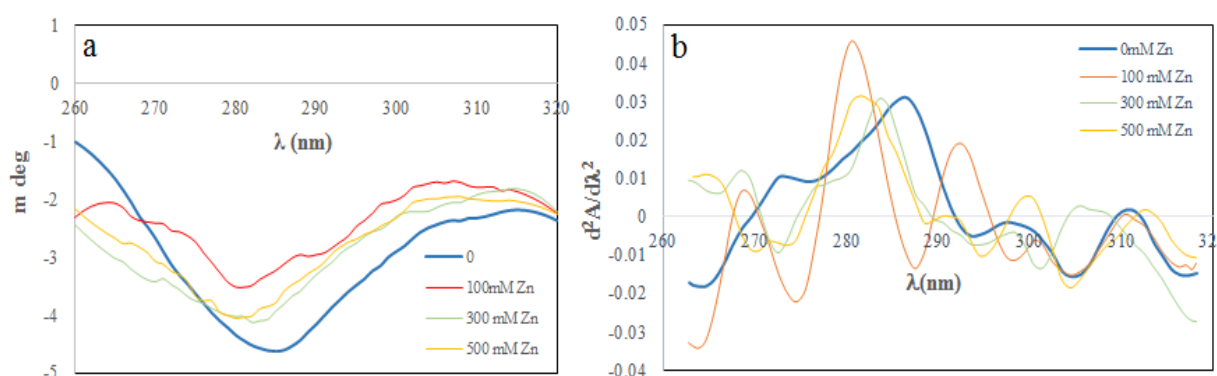 a
1
0
-1
-2
-3
-4
-5
260
270
280
290
300
310
320
λ (nm)
m deg
0
100mM Zn
300 mM Zn
500 mM Zn
b
0.05
0.04
0.03
0.02
0.01
0
-0.01
-0.02
-0.03
-0.04
260
270
280
290
300
310
32
λ(nm)
d²A/dλ²
0mM Zn
100 mM Zn
300 mM Zn
500 mM Zn